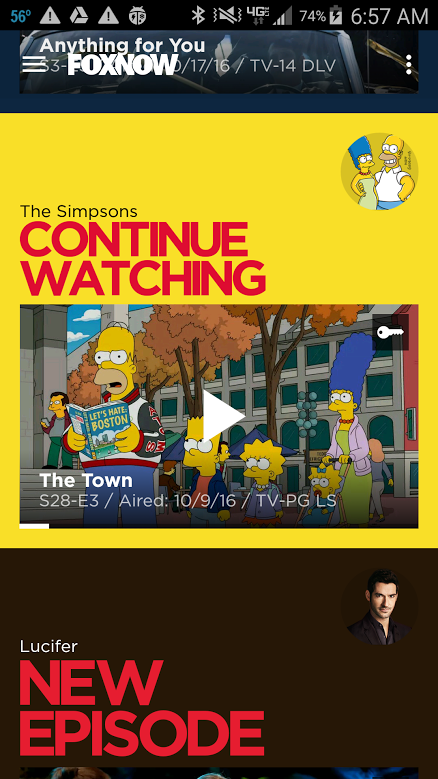 56° 4G LTE 74% 6:57 AM
Anything for You
FOXNOW
0/17/16 / TV-14 DLV
The Simpsons
CONTINUE
WATCHING
LET'S HATE
BOSTON
The Town
S28-E3 / Aired: 10/9/16 / TV-PG LS
Lucifer
NEW
EPISODE